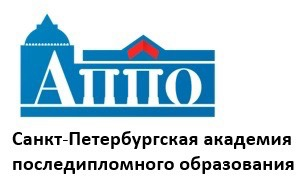 АППО
Санкт-Петербургская академия
последипломного образования